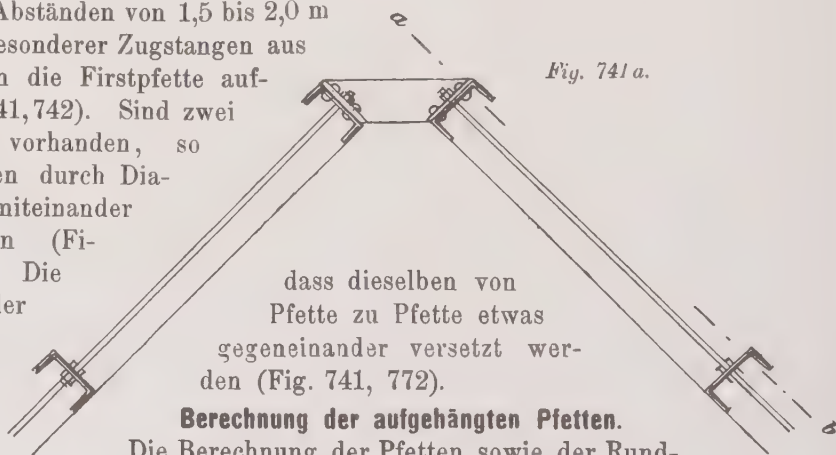 Abständen von 1,5 bis 2,0 m
esonderer Zugstangen aus
die Firstpfette auf-
41, 742). Sind zwei
vorhanden, so
en durch Dia-
miteinander
n (Fi-
Die
ler
a
Fig. 741 a.
dass dieselben von
Pfette zu Pfette etwas
gegeneinander versetzt wer-
den (Fig. 741, 772).
Berechnung der aufgehängten Pfetten.
Die Berechnung der Pfetten sowie der Rund-